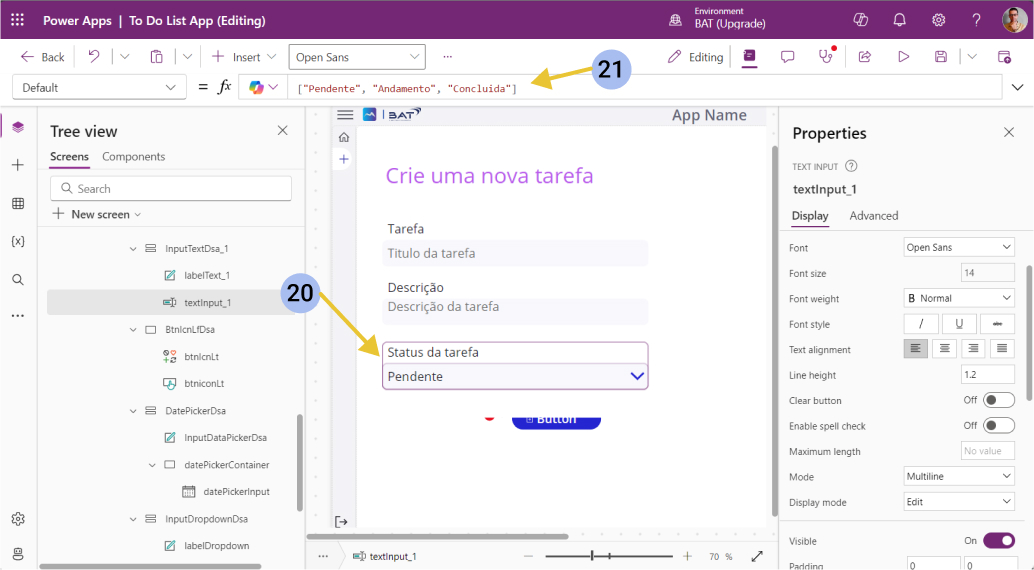 Power Apps | To Do List App (Editing)
Environment
BAT (Upgrade)
Back
Insert
Open Sans
Editing
Default
= fx
["Pendente", "Andamento", "Concluida"]
21
Tree view
Screens
Components
Search
New screen
InputTextDsa_1
labelText_1
textInput_1
BtnIcnLfDsa
btnIcnLt
btniconLt
DatePickerDsa
InputDataPickerDsa
datePickerContainer
datePickerInput
InputDropdownDsa
labelDropdown
BAT
App Name
Crie uma nova tarefa
Tarefa
Titulo da tarefa
Descrição
Descrição da tarefa
20
Status da tarefa
Pendente
Button
textInput_1
70 %
Properties
TEXT INPUT
textInput_1
Display
Advanced
Font
Open Sans
Font size
14
Font weight
B Normal
Font style
/ U abc
Text alignment
Line height
1.2
Clear button
Off
Enable spell check
Off
Maximum length
No value
Mode
Multiline
Display mode
Edit
Visible
On
Padding
0
0